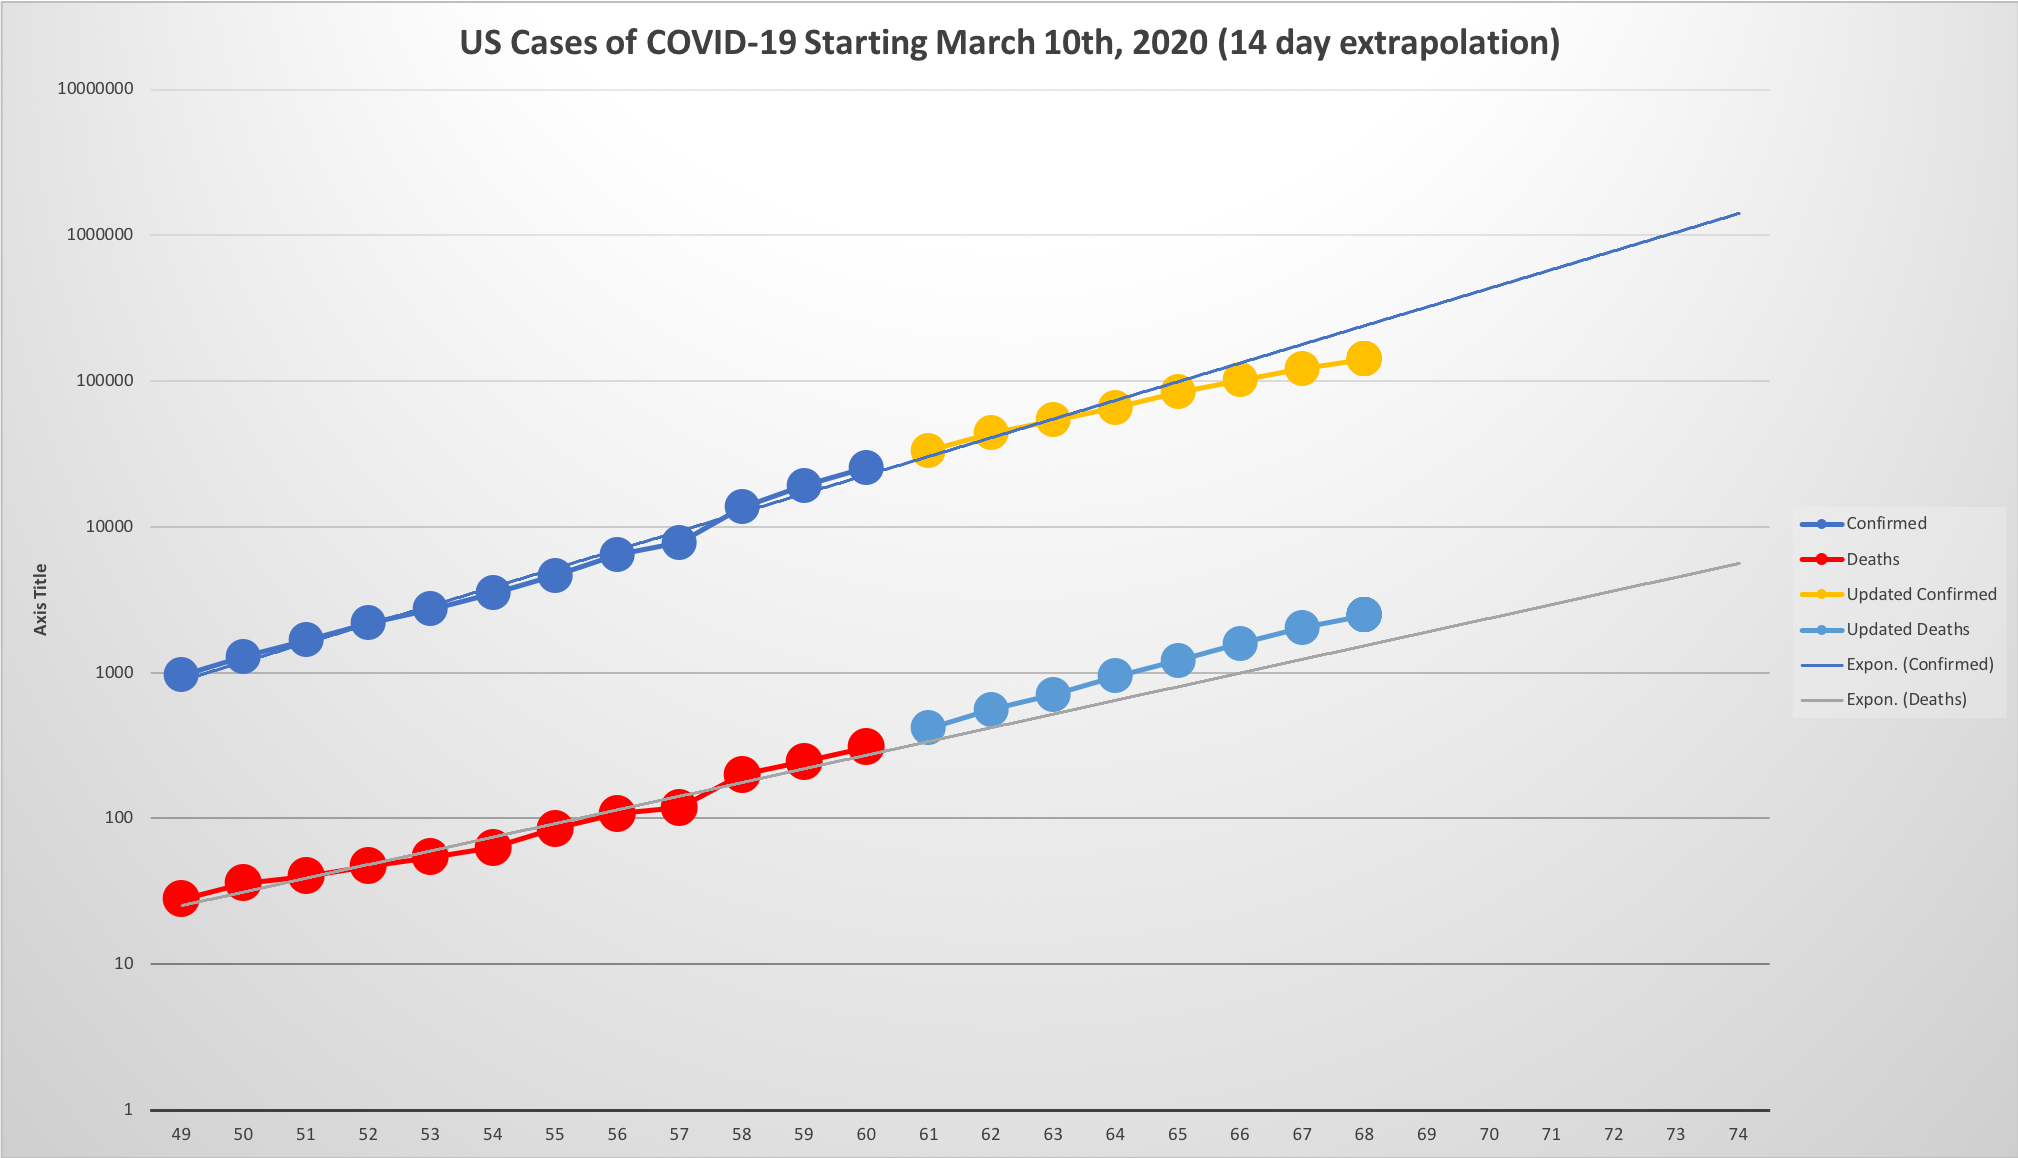 US Cases of COVID-19 Starting March 10th, 2020 (14 day extrapolation)
10000000
1000000
100000
10000
1000
100
10
1
Axis Title
49 50 51 52 53 54 55 56 57 58 59 60 61 62 63 64 65 66 67 68 69 70 71 72 73 74
Confirmed
Deaths
Updated Confirmed
Updated Deaths
Expon. (Confirmed)
Expon. (Deaths)